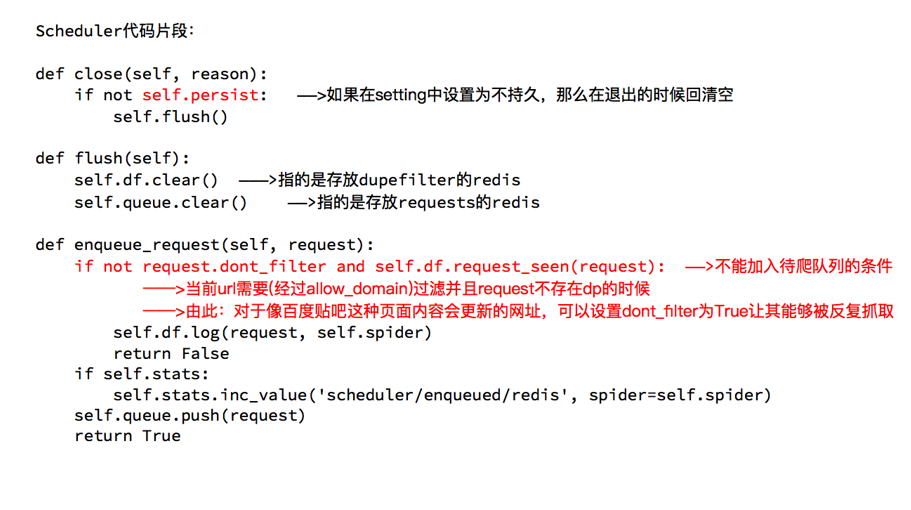 Scheduler代码片段：
def close(self, reason):
    if not self.persist:   ——>如果在setting中设置为不持久，那么在退出的时候回清空
        self.flush()
def flush(self):
    self.df.clear()  ———>指的是存放dupefilter的redis
    self.queue.clear()    ——>指的是存放requests的redis
def enqueue_request(self, request):
    if not request.dont_filter and self.df.request_seen(request):  ——>不能加入待爬队列的条件
           ———>当前url需要(经过allow_domain)过滤并且request不存在dp的时候
           ———>由此：对于像百度贴吧这种页面内容会更新的网址，可以设置dont_filter为True让其能够被反复抓取
        self.df.log(request, self.spider)
        return False
    if self.stats:
        self.stats.inc_value('scheduler/enqueued/redis', spider=self.spider)
    self.queue.push(request)
    return True